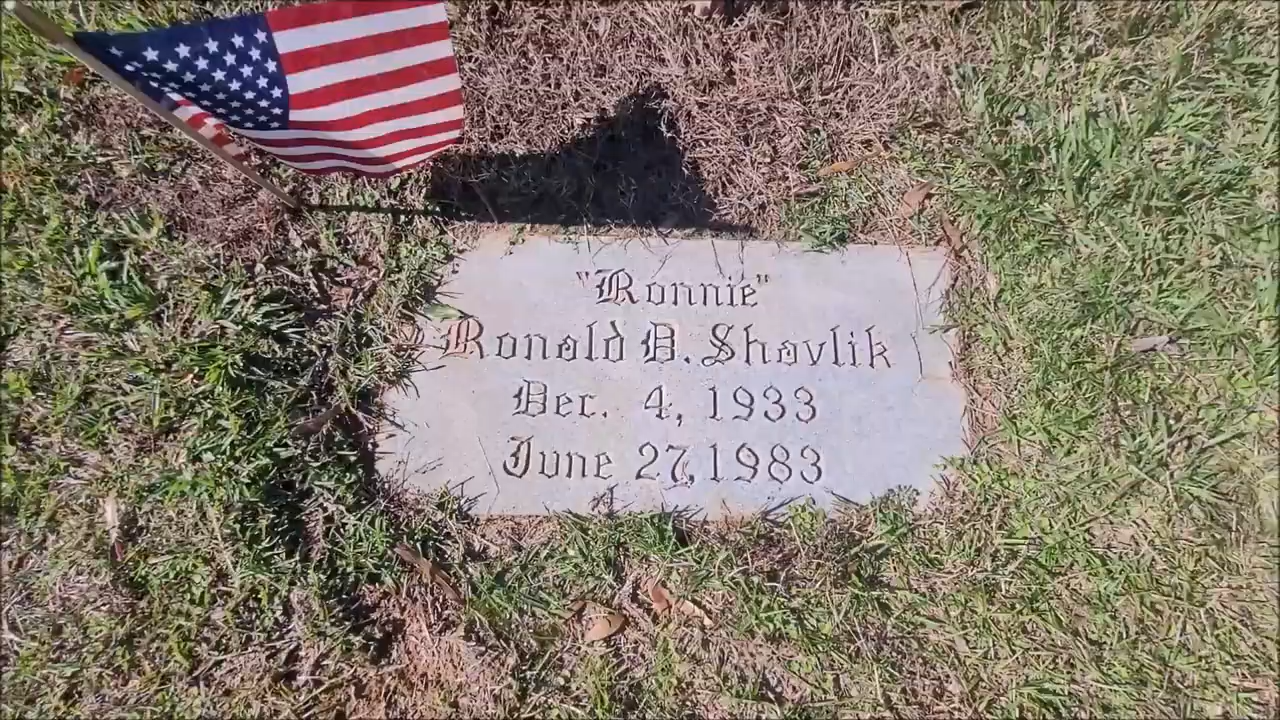 "Ronnie"
Ronald D. Shavlik
Dec. 4, 1933
June 27, 1983